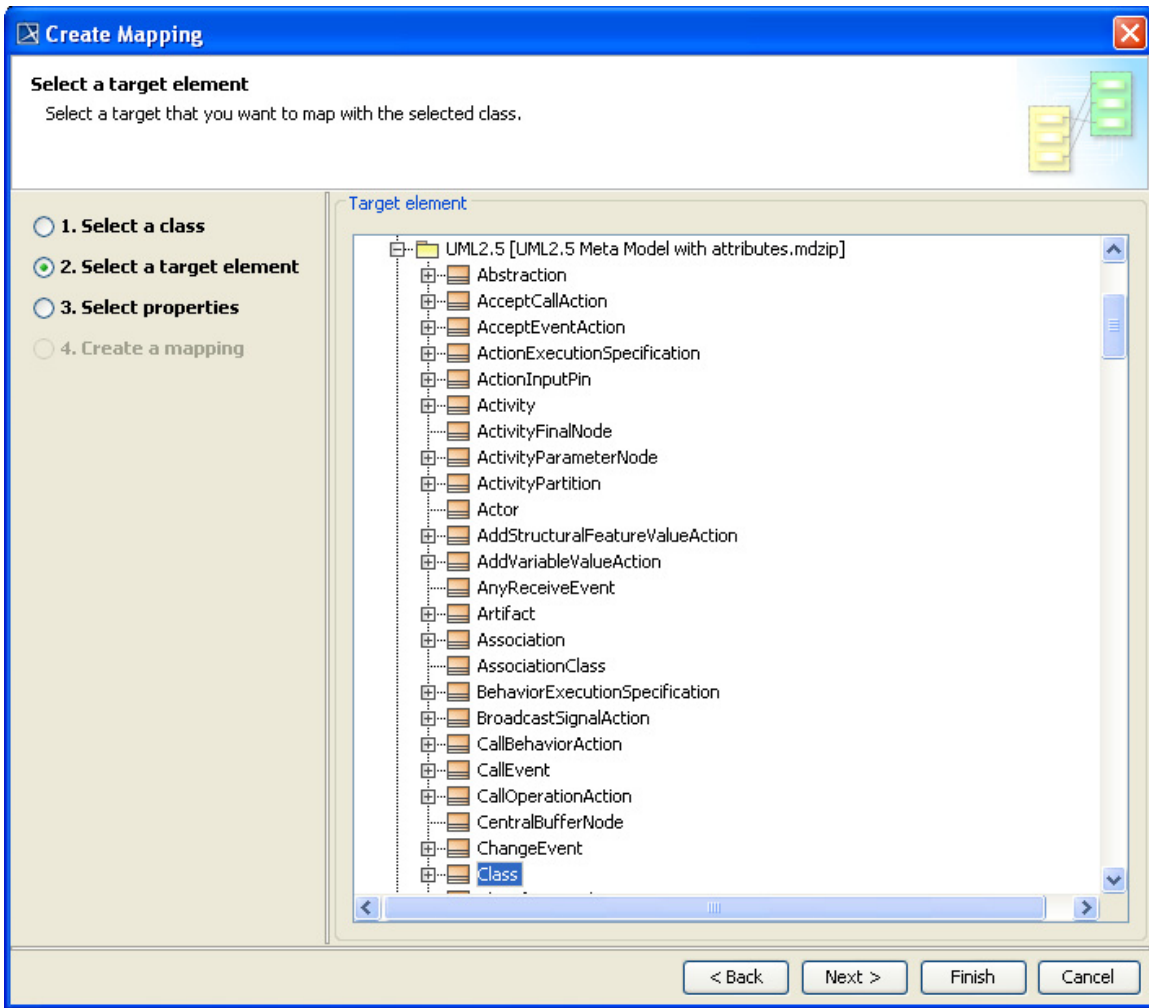 Create Mapping
Select a target element
Select a target that you want to map with the selected class.
1. Select a class
2. Select a target element
3. Select properties
4. Create a mapping
Target element
UML2.5 [UML2.5 Meta Model with attributes.mdzip]
Abstraction
AcceptCallAction
AcceptEventAction
ActionExecutionSpecification
ActionInputPin
Activity
ActivityFinalNode
ActivityParameterNode
ActivityPartition
Actor
AddStructuralFeatureValueAction
AddVariableValueAction
AnyReceiveEvent
Artifact
Association
AssociationClass
BehaviorExecutionSpecification
BroadcastSignalAction
CallBehaviorAction
CallEvent
CallOperationAction
CentralBufferNode
ChangeEvent
Class
< Back Next > Finish Cancel